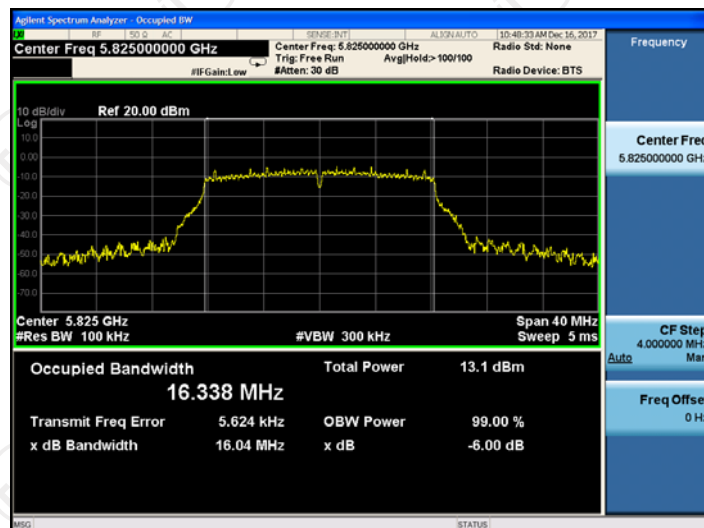 Agilent Spectrum Analyzer - Occupied BW
RF 50 Ω AC SENSE:INT ALIGN AUTO 10:48:33 AM Dec 16, 2017
Center Freq 5.825000000 GHz
Center Freq: 5.825000000 GHz
Radio Std: None
Trig: Free Run Avg|Hold:> 100/100
#IFGain:Low
#Atten: 30 dB
Radio Device: BTS
10 dB/div Ref 20.00 dBm
Log
10.0
0.00
-10.0
-20.0
-30.0
-40.0
-50.0
-60.0
-70.0
Center 5.825 GHz Span 40 MHz
#Res BW 100 kHz #VBW 300 kHz Sweep 5 ms
Occupied Bandwidth Total Power 13.1 dBm
16.338 MHz
Transmit Freq Error 5.624 kHz OBW Power 99.00 %
x dB Bandwidth 16.04 MHz x dB -6.00 dB
MSG STATUS
Frequency
Center Freq
5.825000000 GHz
CF Step
4.000000 MHz
Auto Man
Freq Offset
0 Hz